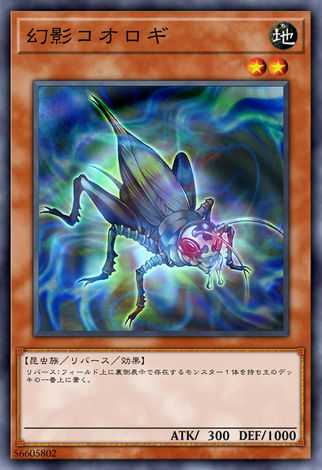 幻影コオロギ
地
ち
【昆虫族／リバース／効果】
リバース：フィールド上に裏側表示で存在するモンスター１体を持ち主のデッ
キの一番上に置く。
ATK/ 300 DEF/1000
56605802